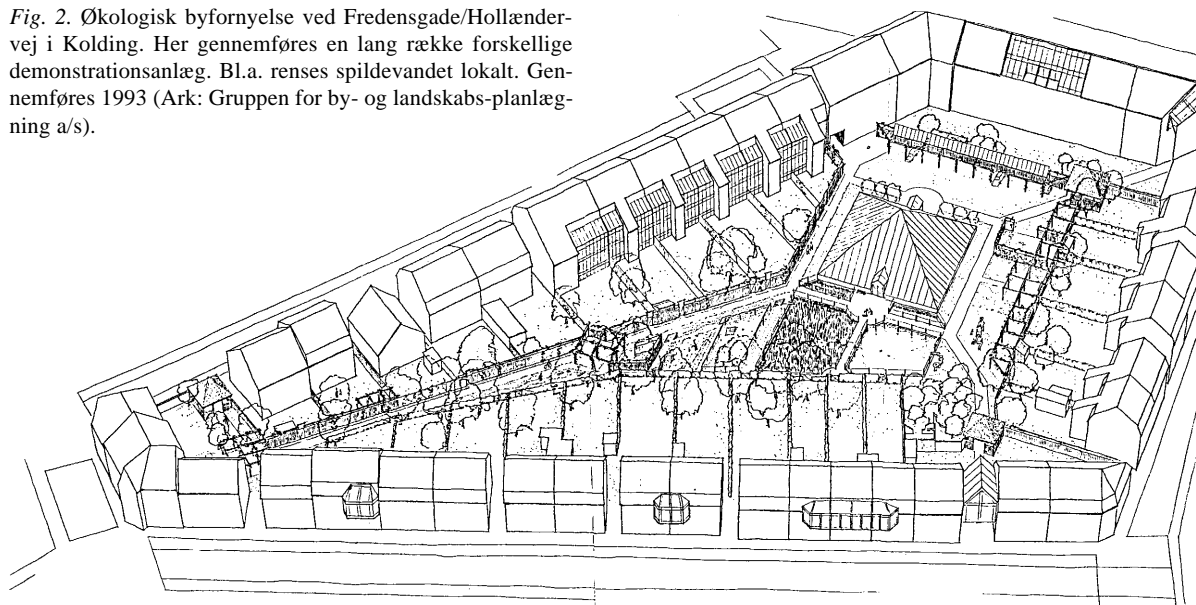 Fig. 2. Økologisk byfornyelse ved Fredensgade/Hollænder-
vej i Kolding. Her gennemføres en lang række forskellige
demonstrationsanlæg. Bl.a. renses spildevandet lokalt. Gen-
nemføres 1993 (Ark: Gruppen for by- og landskabs-planlæg-
ning a/s).